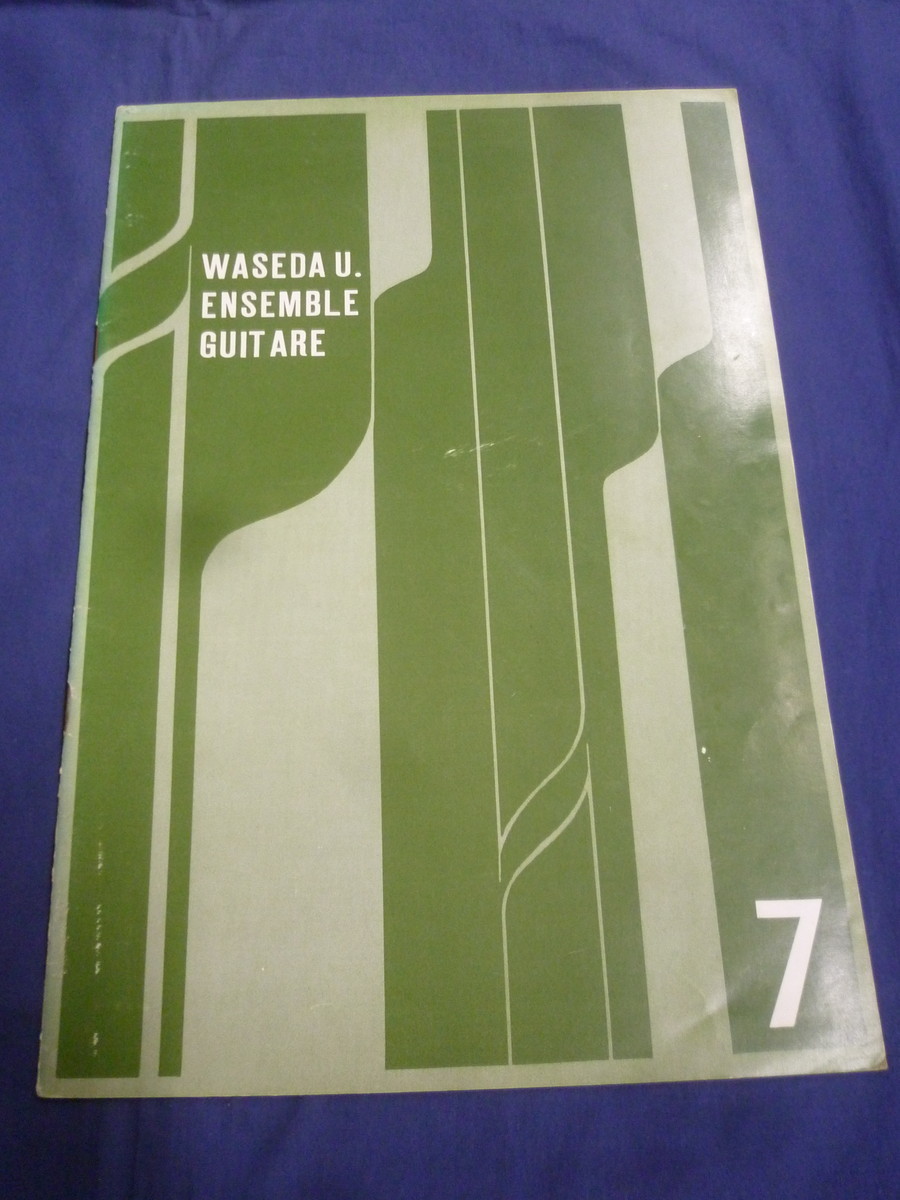 WASEDA U.
ENSEMBLE
GUITARE
7